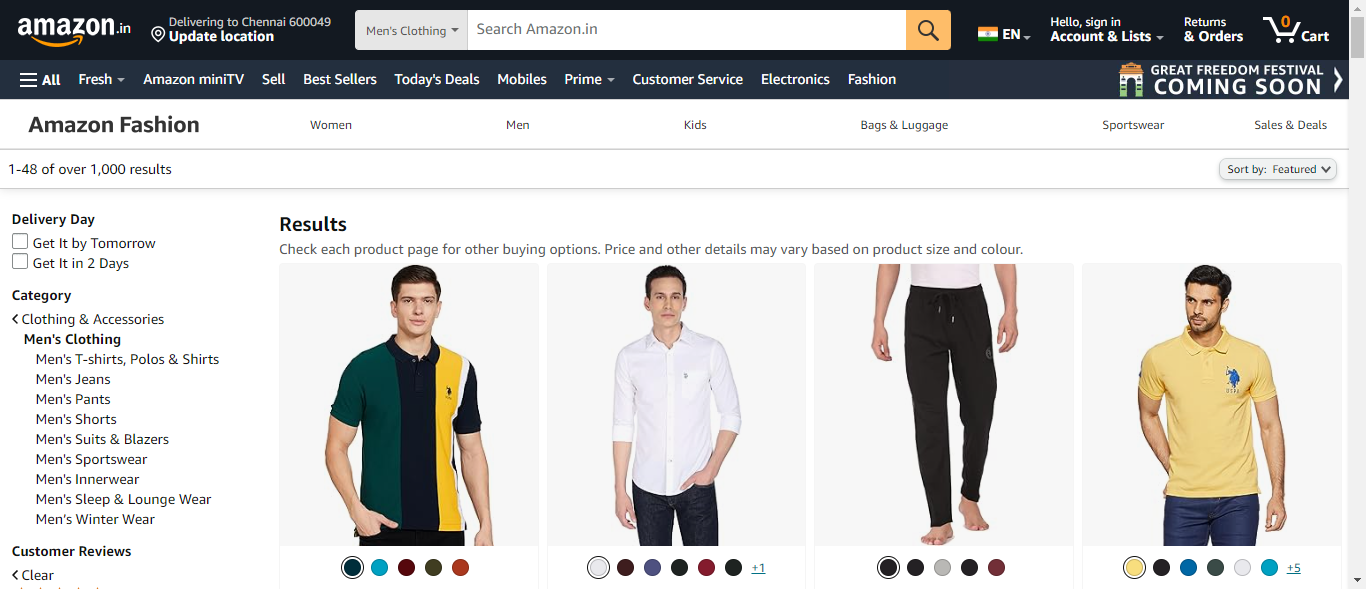 amazon.in
Delivering to Chennai 600049
Update location
Men's Clothing
Search Amazon.in
EN
Hello, sign in
Account & Lists
Returns
& Orders
0
Cart
All
Fresh
Amazon miniTV
Sell
Best Sellers
Today's Deals
Mobiles
Prime
Customer Service
Electronics
Fashion
GREAT FREEDOM FESTIVAL
COMING SOON
Amazon Fashion
Women
Men
Kids
Bags & Luggage
Sportswear
Sales & Deals
1-48 of over 1,000 results
Sort by: Featured
Delivery Day
Get It by Tomorrow
Get It in 2 Days
Category
Clothing & Accessories
Men's Clothing
Men's T-shirts, Polos & Shirts
Men's Jeans
Men's Pants
Men's Shorts
Men's Suits & Blazers
Men's Sportswear
Men's Innerwear
Men's Sleep & Lounge Wear
Men's Winter Wear
Customer Reviews
Clear
Results
Check each product page for other buying options. Price and other details may vary based on product size and colour.
USPA
+1
+5